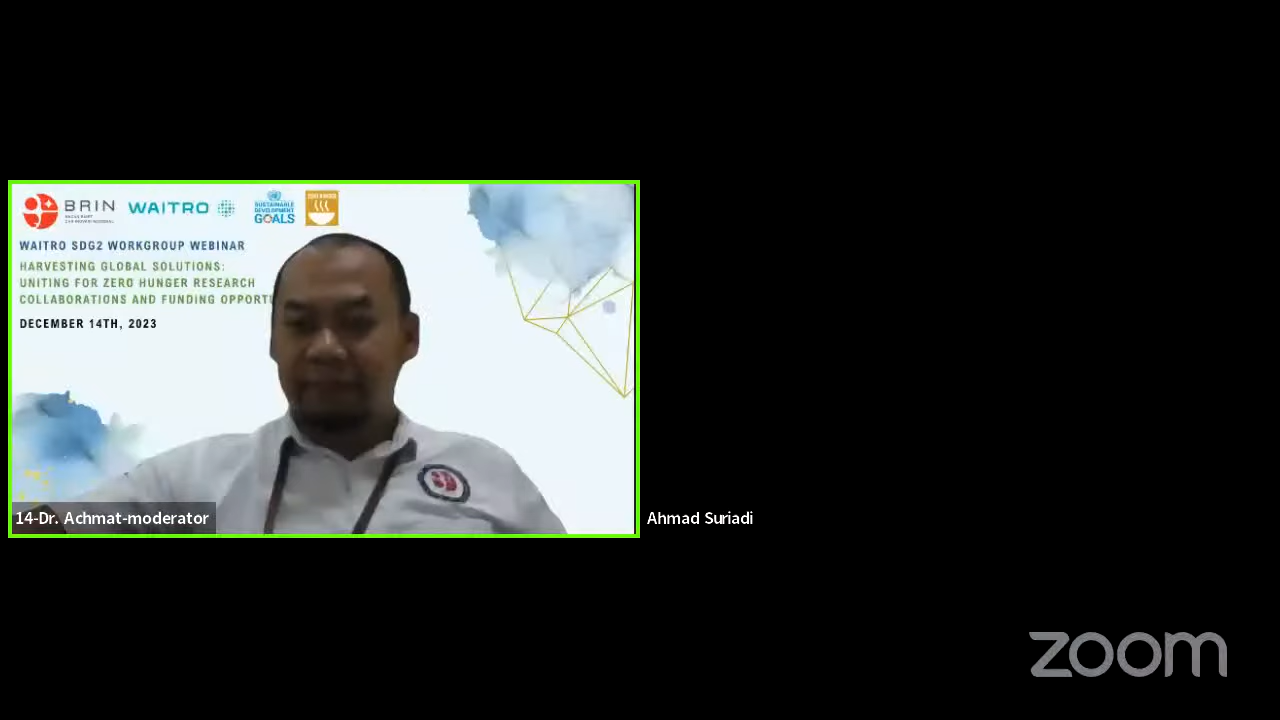 BRIN
WAITRO
SUSTAINABLE
DEVELOPMENT
GOALS
WAITRO SDG2 WORKGROUP WEBINAR
HARVESTING GLOBAL SOLUTIONS:
UNITING FOR ZERO HUNGER RESEARCH
COLLABORATIONS AND FUNDING OPPORTU
DECEMBER 14TH, 2023
14-Dr. Achmat-moderator
Ahmad Suriadi
zoom